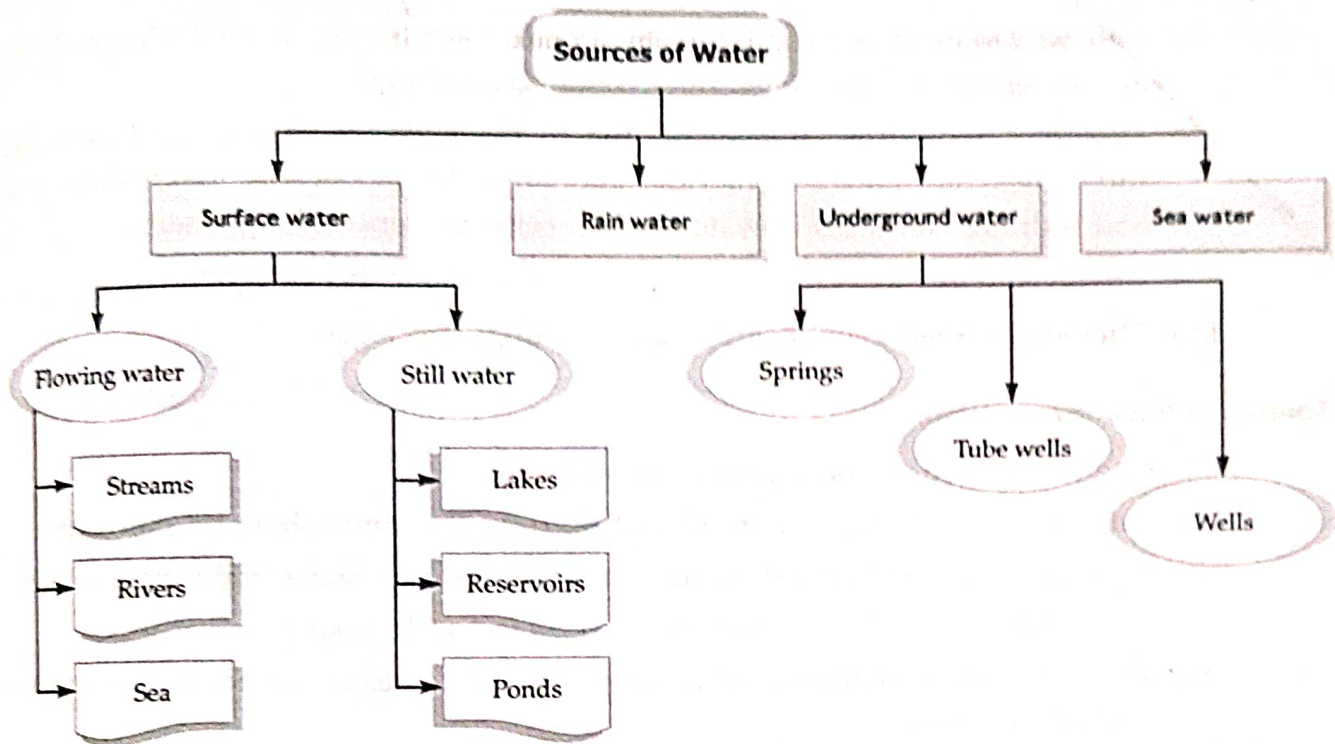 Sources of Water
Surface water
Rain water
Underground water
Sea water
Flowing water
Still water
Springs
Tube wells
Wells
Streams
Rivers
Sea
Lakes
Reservoirs
Ponds